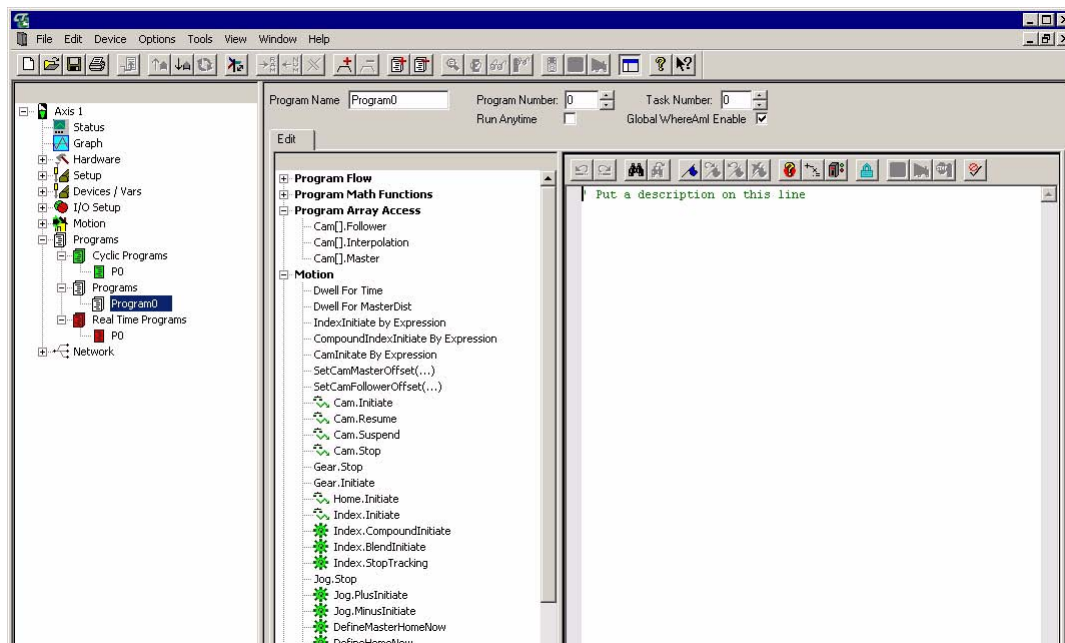 File Edit Device Options Tools View Window Help
Program Name Program0 Program Number: 0 Task Number: 0
Run Anytime Global WhereAmI Enable
Edit
Axis 1
Status
Graph
Hardware
Setup
Devices / Vars
I/O Setup
Motion
Programs
Cyclic Programs
P0
Programs
Program0
Real Time Programs
P0
Network
Program Flow
Program Math Functions
Program Array Access
Cam[].Follower
Cam[].Interpolation
Cam[].Master
Motion
Dwell For Time
Dwell For MasterDist
IndexInitiate by Expression
CompoundIndexInitiate By Expression
CamInitate By Expression
SetCamMasterOffset(...)
SetCamFollowerOffset(...)
Cam.Initiate
Cam.Resume
Cam.Suspend
Cam.Stop
Gear.Stop
Gear.Initiate
Home.Initiate
Index.Initiate
Index.CompoundInitiate
Index.BlendInitiate
Index.StopTracking
Jog.Stop
Jog.PlusInitiate
Jog.MinusInitiate
DefineMasterHomeNow
DefineHomeNow
' Put a description on this line